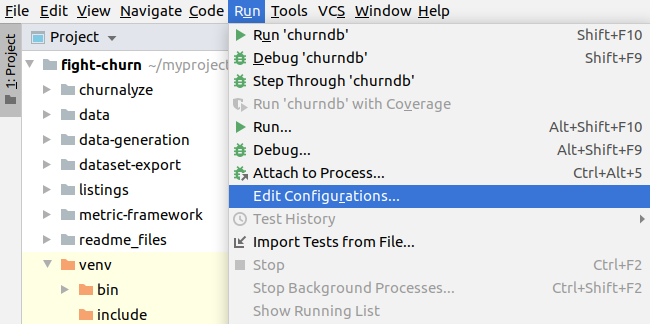 File Edit View Navigate Code Run Tools VCS Window Help
1: Project
Project
fight-churn ~/myproject
churnalyze
data
data-generation
dataset-export
listings
metric-framework
readme_files
venv
bin
include
Run 'churndb' Shift+F10
Debug 'churndb' Shift+F9
Step Through 'churndb'
Run 'churndb' with Coverage
Run... Alt+Shift+F10
Debug... Alt+Shift+F9
Attach to Process... Ctrl+Alt+5
Edit Configurations...
Test History
Import Tests from File...
Stop Ctrl+F2
Stop Background Processes... Ctrl+Shift+F2
Show Running List